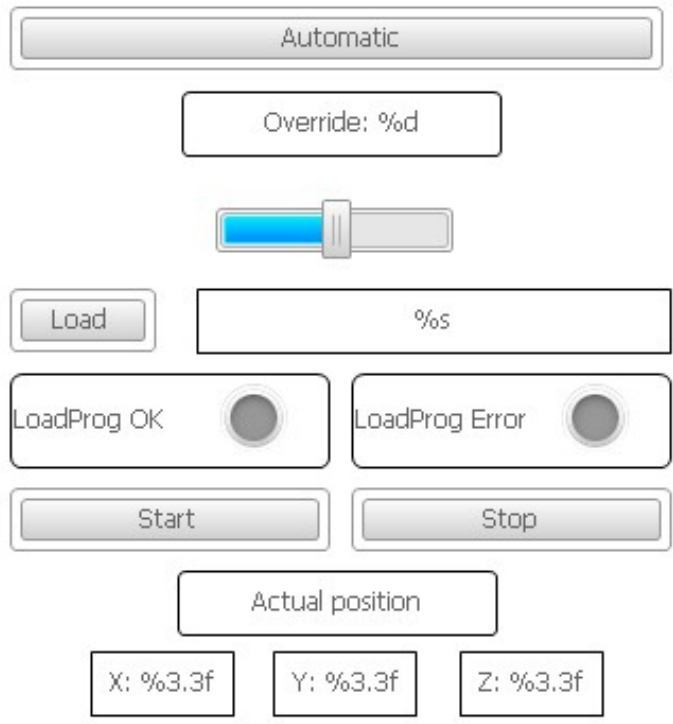 Automatic
Override: %d
Load
%s
LoadProg OK
LoadProg Error
Start
Stop
Actual position
X: %3.3f
Y: %3.3f
Z: %3.3f